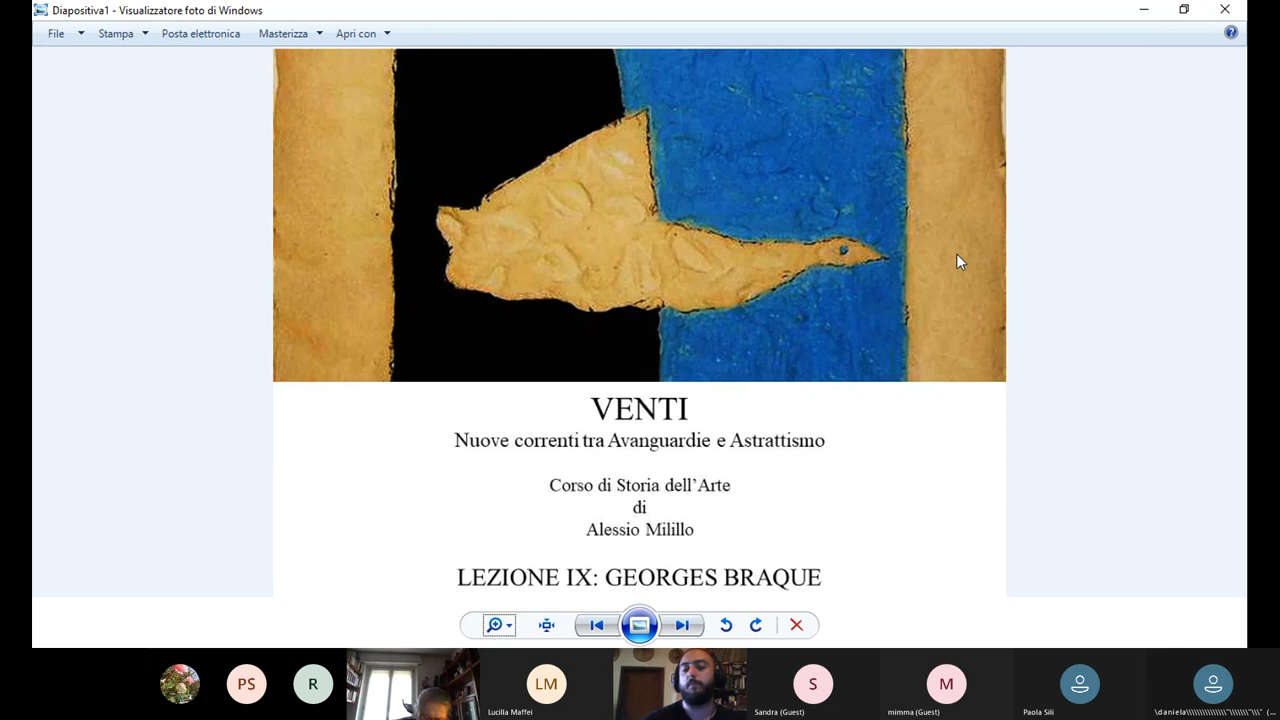 Diapositiva1 - Visualizzatore foto di Windows
File Stampa Posta elettronica Masterizza Apri con
VENTI
Nuove correnti tra Avanguardie e Astrattismo
Corso di Storia dell'Arte
di
Alessio Milillo
LEZIONE IX: GEORGES BRAQUE
PS R LM S M
Lucilla Maffei Sandra (Guest) mimma (Guest) Paola Sili